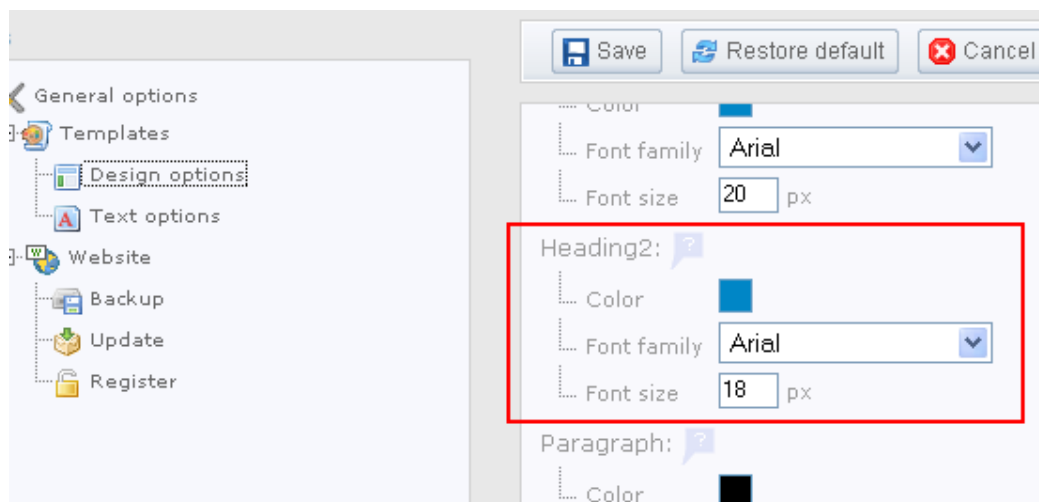 General options
Templates
Design options
Text options
Website
Backup
Update
Register
Save Restore default Cancel
Color
Font family Arial
Font size 20 px
Heading2: ?
Color
Font family Arial
Font size 18 px
Paragraph: ?
Color